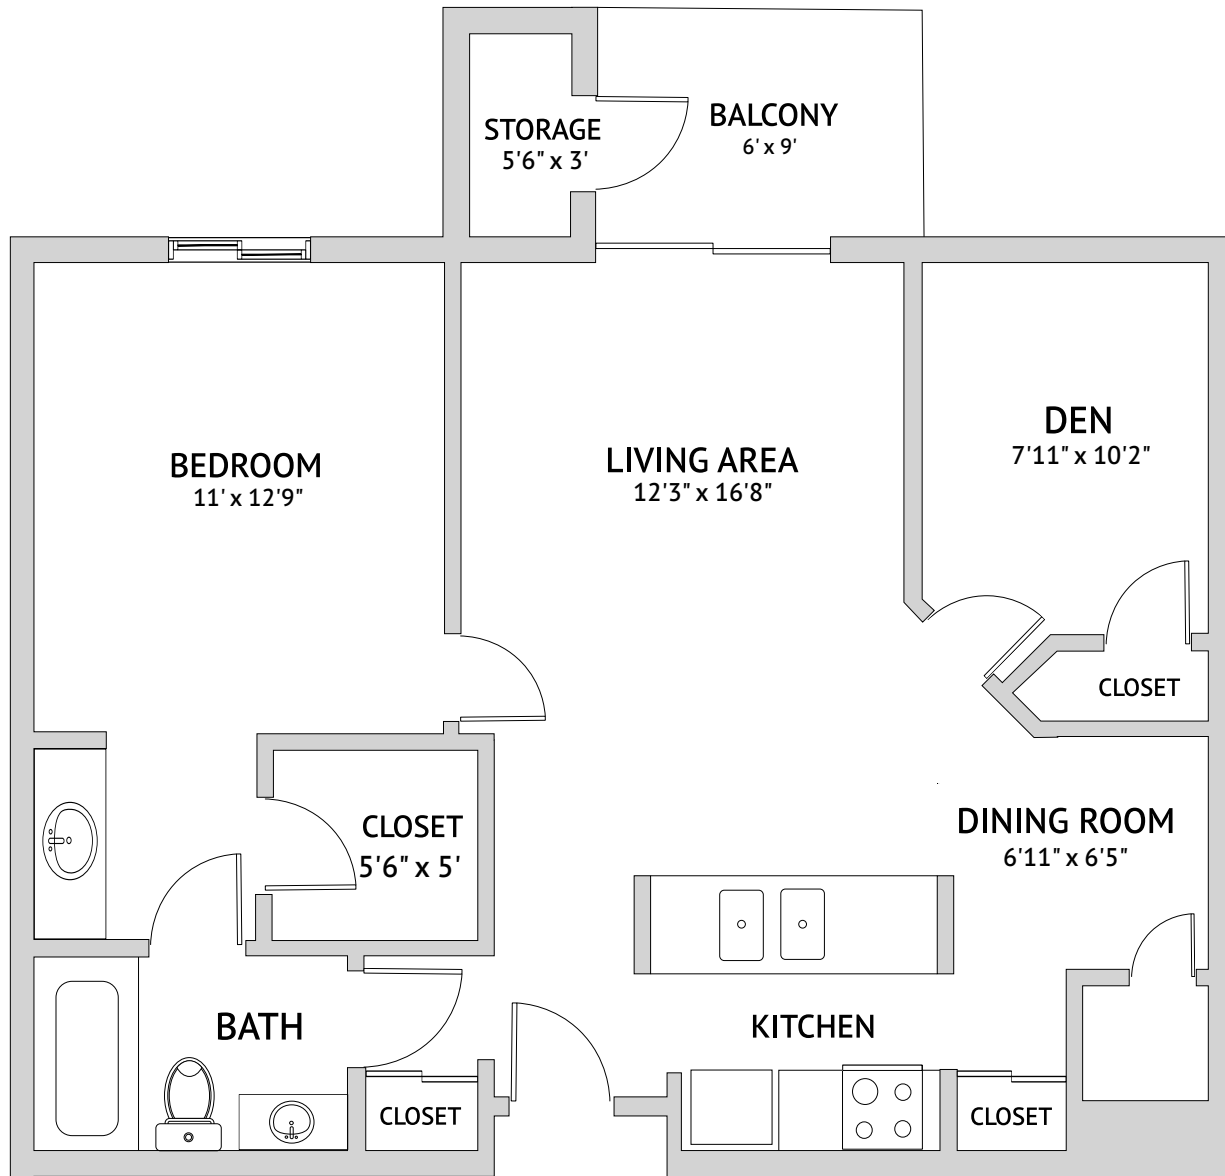 STORAGE
5'6" x 3'
BALCONY
6' x 9'
BEDROOM
11' x 12'9"
LIVING AREA
12'3" x 16'8"
DEN
7'11" x 10'2"
CLOSET
CLOSET
5'6" x 5'
DINING ROOM
6'11" x 6'5"
BATH
KITCHEN
CLOSET
CLOSET